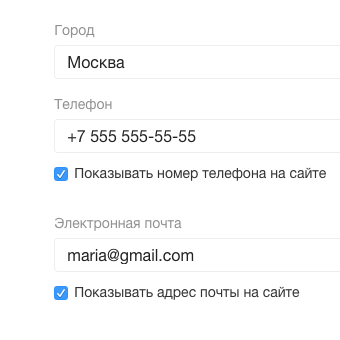 Город
Москва
Телефон
+7 555 555-55-55
Показывать номер телефона на сайте
Электронная почта
maria@gmail.com
Показывать адрес почты на сайте